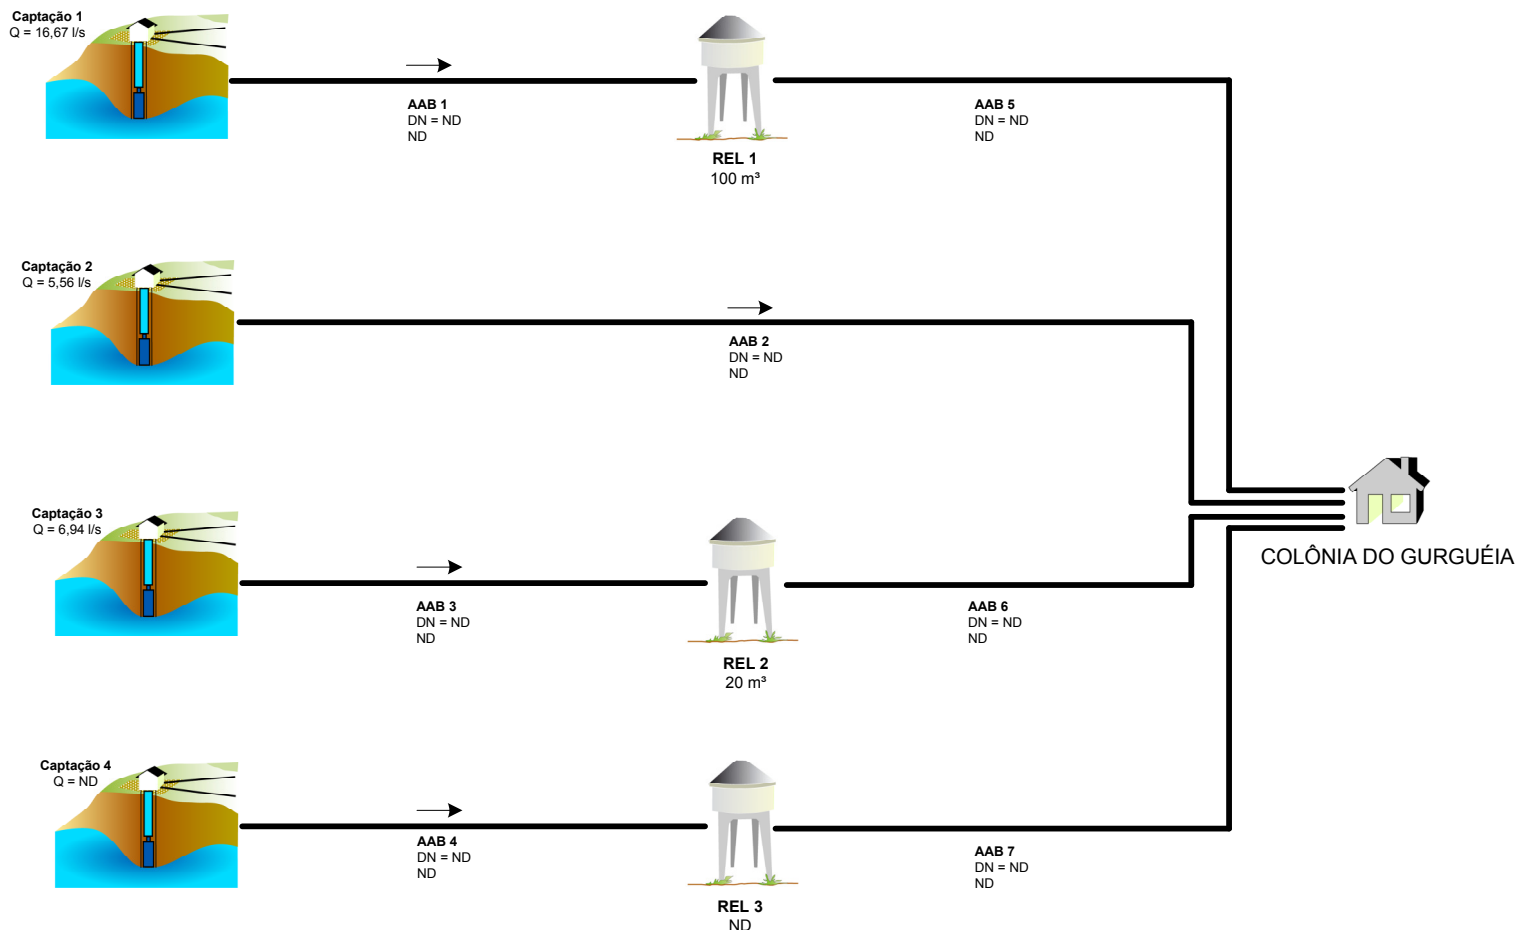 Captação 1
Q = 16,67 l/s
AAB 1
DN = ND
ND
REL 1
100 m³
AAB 5
DN = ND
ND
Captação 2
Q = 5,56 l/s
AAB 2
DN = ND
ND
Captação 3
Q = 6,94 l/s
AAB 3
DN = ND
ND
REL 2
20 m³
AAB 6
DN = ND
ND
COLÔNIA DO GURGUÉIA
Captação 4
Q = ND
AAB 4
DN = ND
ND
REL 3
ND
AAB 7
DN = ND
ND